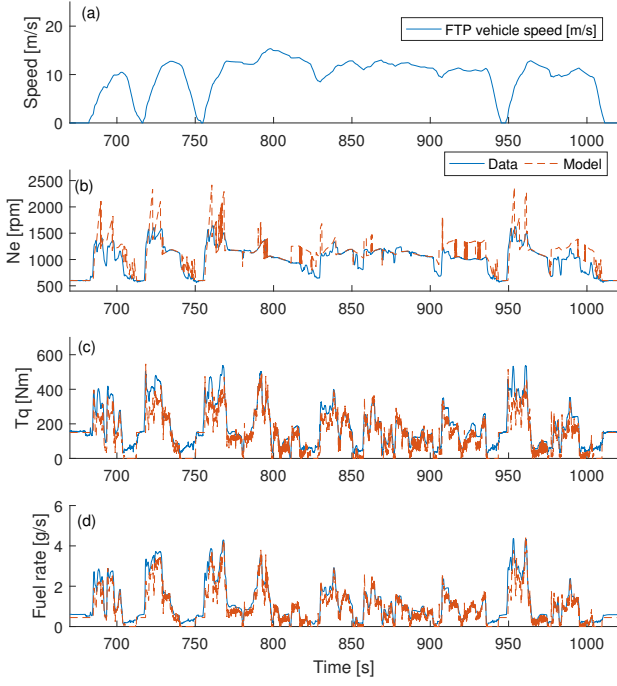 (a)
FTP vehicle speed [m/s]
Speed [m/s]
20
10
0
700 750 800 850 900 950 1000
Data Model
(b)
Ne [rpm]
2500
2000
1500
1000
500
700 750 800 850 900 950 1000
(c)
Tq [Nm]
600
400
200
0
700 750 800 850 900 950 1000
(d)
Fuel rate [g/s]
6
4
2
0
700 750 800 850 900 950 1000
Time [s]